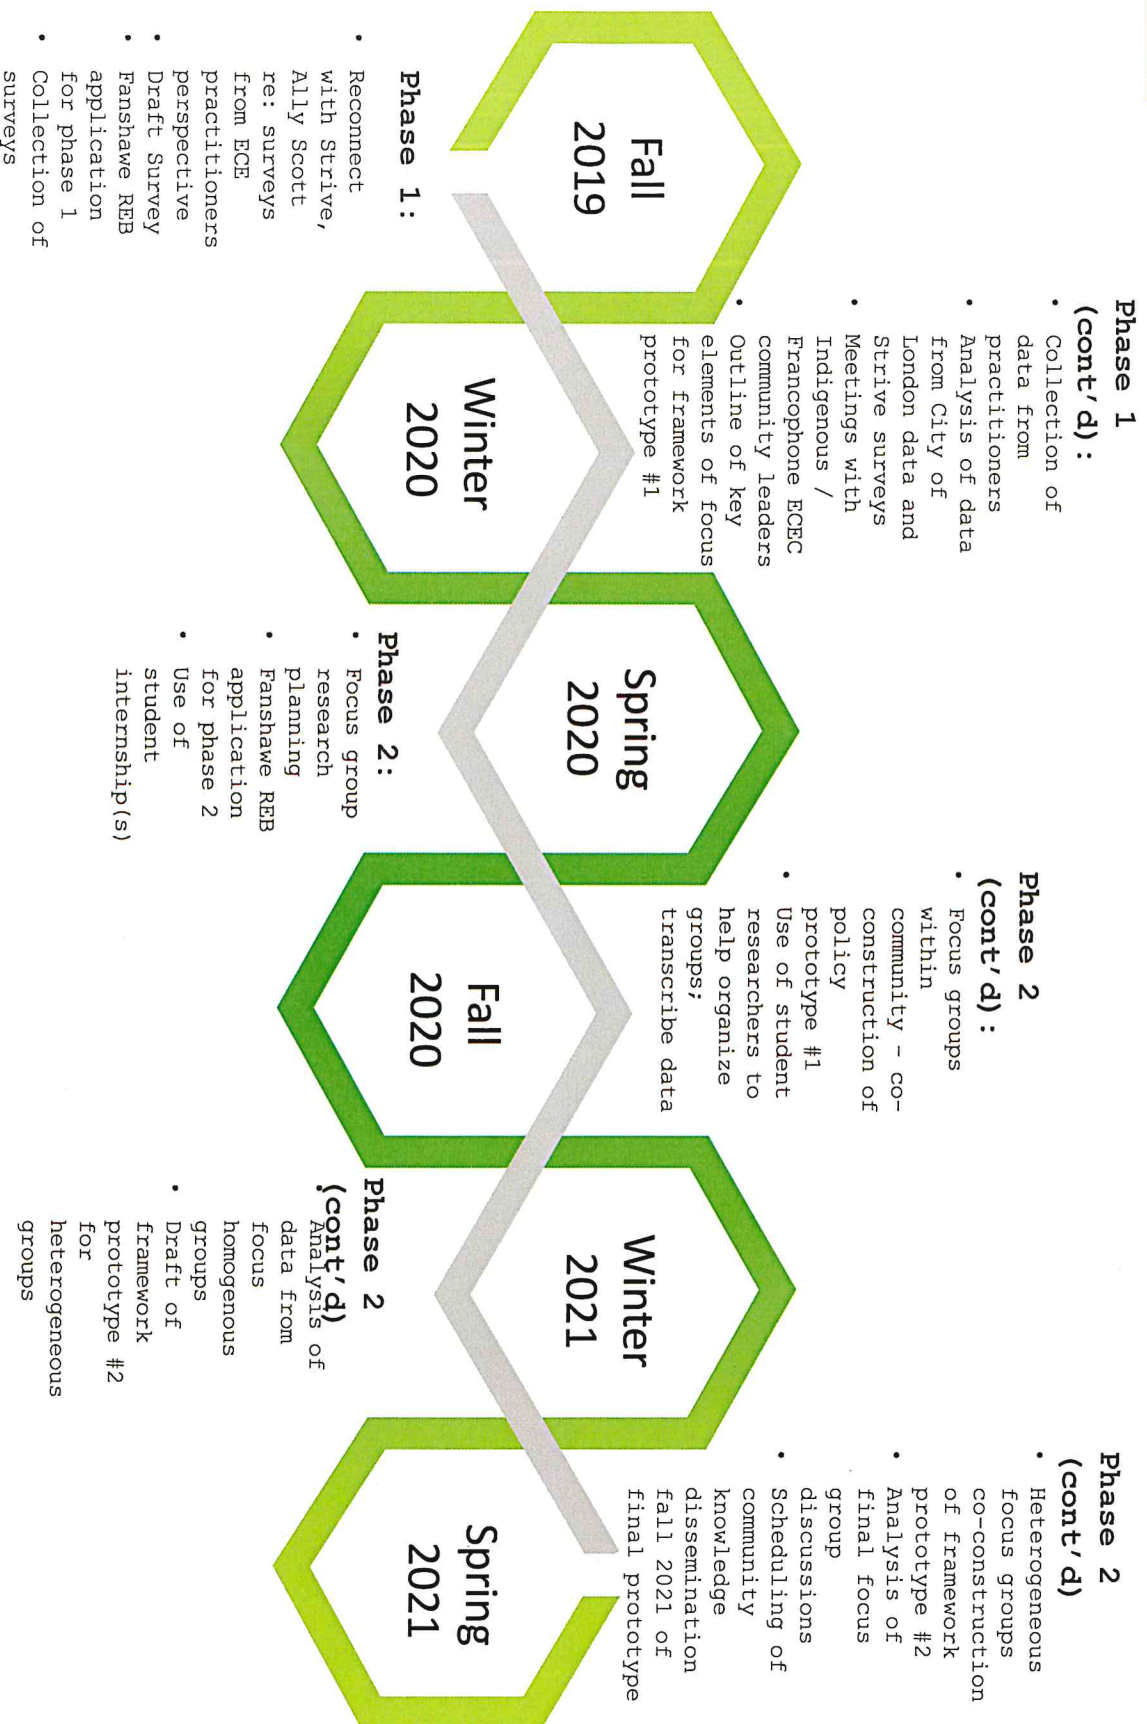 Fall
2019
Phase 1:
• Reconnect
with Strive,
Ally Scott
re: surveys
from ECE
practitioners
perspective
• Draft Survey
• Fanshawe REB
application
for phase 1
• Collection of
surveys
Phase 1
(cont'd):
• Collection of
data from
practitioners
• Analysis of data
from City of
London data and
Strive surveys
• Meetings with
Indigenous /
Francophone ECEC
community leaders
• Outline of key
elements of focus
for framework
prototype #1
Winter
2020
Spring
2020
Phase 2:
• Focus group
research
planning
• Fanshawe REB
application
for phase 2
• Use of
student
internship(s)
Phase 2
(cont'd):
• Focus groups
within
community - co-
construction of
policy
prototype #1
• Use of student
researchers to
help organize
groups;
transcribe data
Fall
2020
Winter
2021
Phase 2
(cont'd)
• Analysis of
data from
focus
homogenous
groups
• Draft of
framework
prototype #2
for
heterogeneous
groups
Phase 2
(cont'd)
• Heterogeneous
focus groups
co-construction
of framework
prototype #2
• Analysis of
final focus
group
discussions
• Scheduling of
community
knowledge
dissemination
fall 2021 of
final prototype
Spring
2021